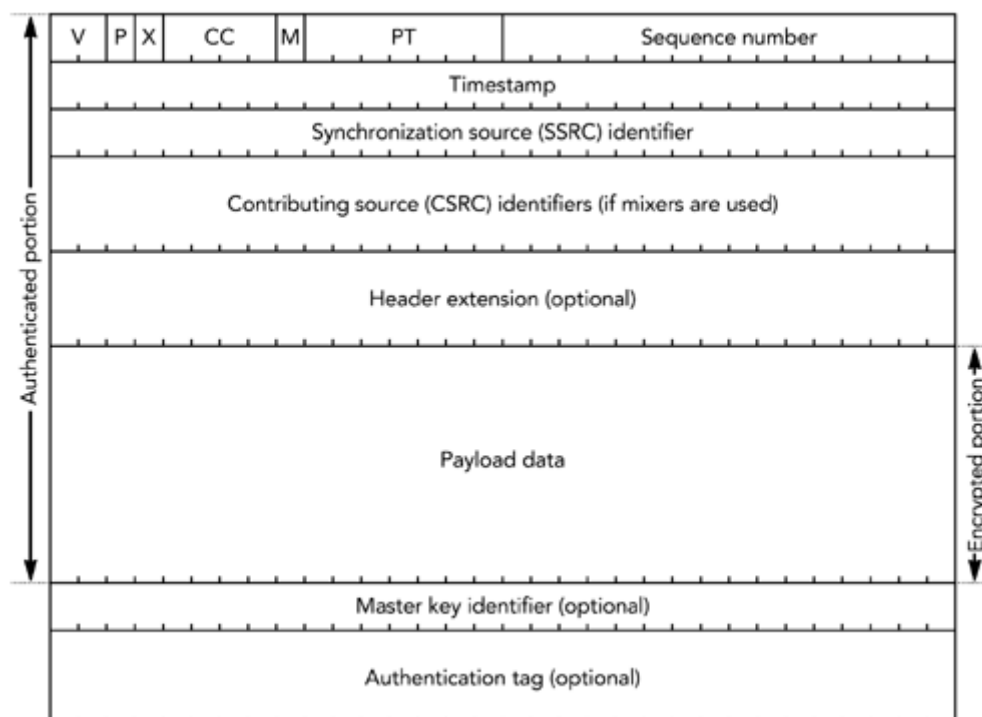 V P X CC M PT Sequence number
Timestamp
Synchronization source (SSRC) identifier
Contributing source (CSRC) identifiers (if mixers are used)
Header extension (optional)
Payload data
Master key identifier (optional)
Authentication tag (optional)
Authenticated portion
Encrypted portion